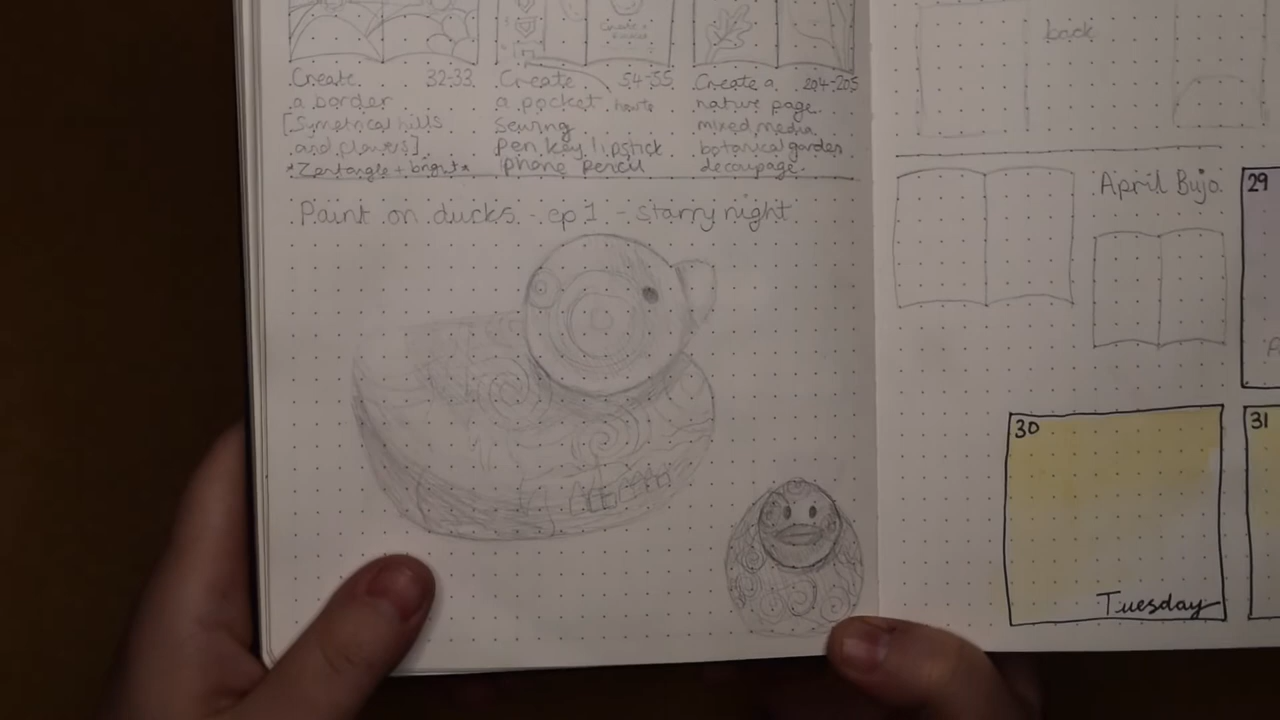 Create 32-33
a border
[Symetrical hills
and flowers]
*Zentangle + bright*
Create 54-55
a pocket how to
sewing
pen key lipstick
iphone pencil
Create a 204-205
nature page
mixed media
botanical garden
decoupage.
Paint on ducks - ep 1 - starry night
back
April Bujo.
29
30
Tuesday
31